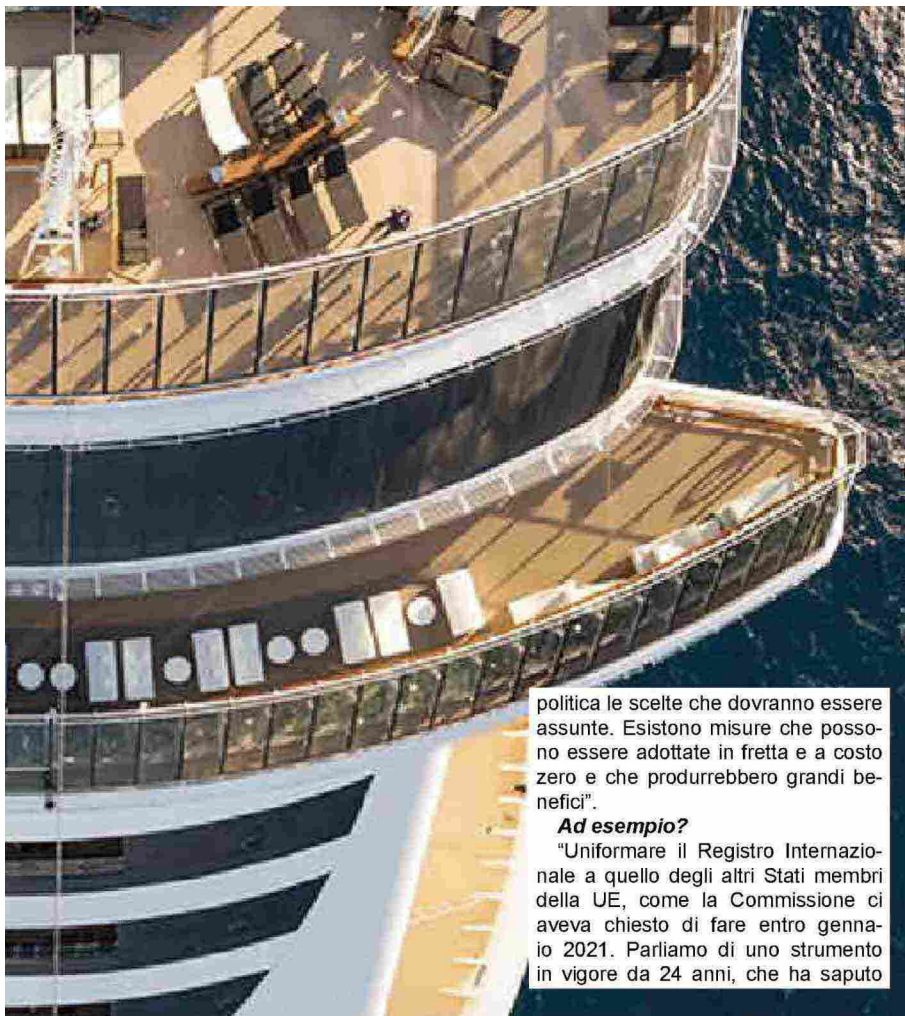 politica le scelte che dovranno essere
assunte. Esistono misure che posso-
no essere adottate in fretta e a costo
zero e che produrrebbero grandi be-
nefici”.
Ad esempio?
“Uniformare il Registro Internazio-
nale a quello degli altri Stati membri
della UE, come la Commissione ci
aveva chiesto di fare entro genna-
io 2021. Parliamo di uno strumento
in vigore da 24 anni, che ha saputo